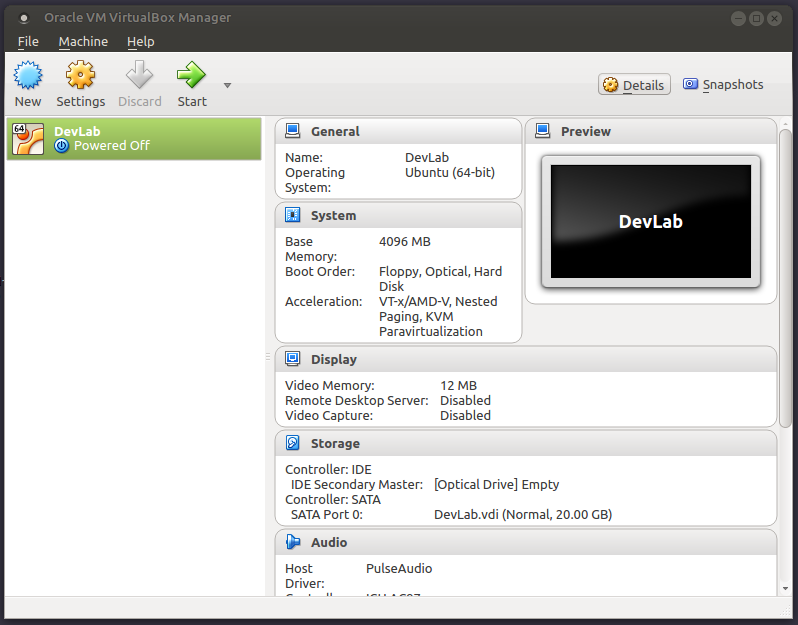 Oracle VM VirtualBox Manager
File Machine Help
New Settings Discard Start
Details Snapshots
64
DevLab
Powered Off
General
Name: DevLab
Operating Ubuntu (64-bit)
System:
Preview
DevLab
System
Base 4096 MB
Memory:
Boot Order: Floppy, Optical, Hard
Disk
Acceleration: VT-x/AMD-V, Nested
Paging, KVM
Paravirtualization
Display
Video Memory: 12 MB
Remote Desktop Server: Disabled
Video Capture: Disabled
Storage
Controller: IDE
IDE Secondary Master: [Optical Drive] Empty
Controller: SATA
SATA Port 0: DevLab.vdi (Normal, 20.00 GB)
Audio
Host PulseAudio
Driver: